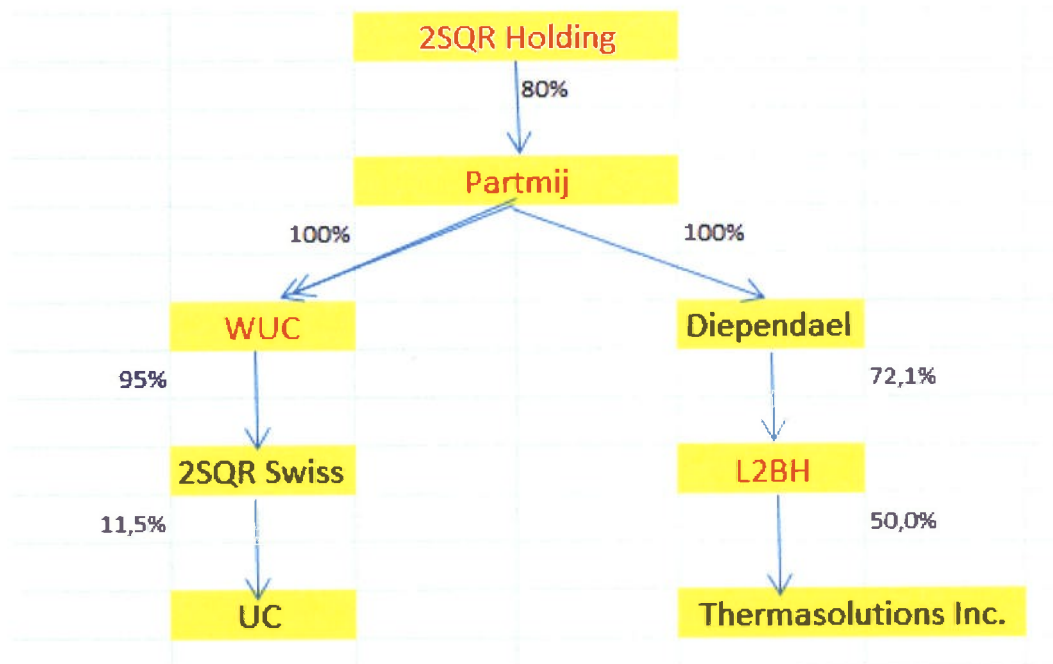 2SQR Holding
80%
Partmij
100%
100%
WUC
Diependael
95%
72,1%
2SQR Swiss
L2BH
11,5%
50,0%
UC
Thermasolutions Inc.